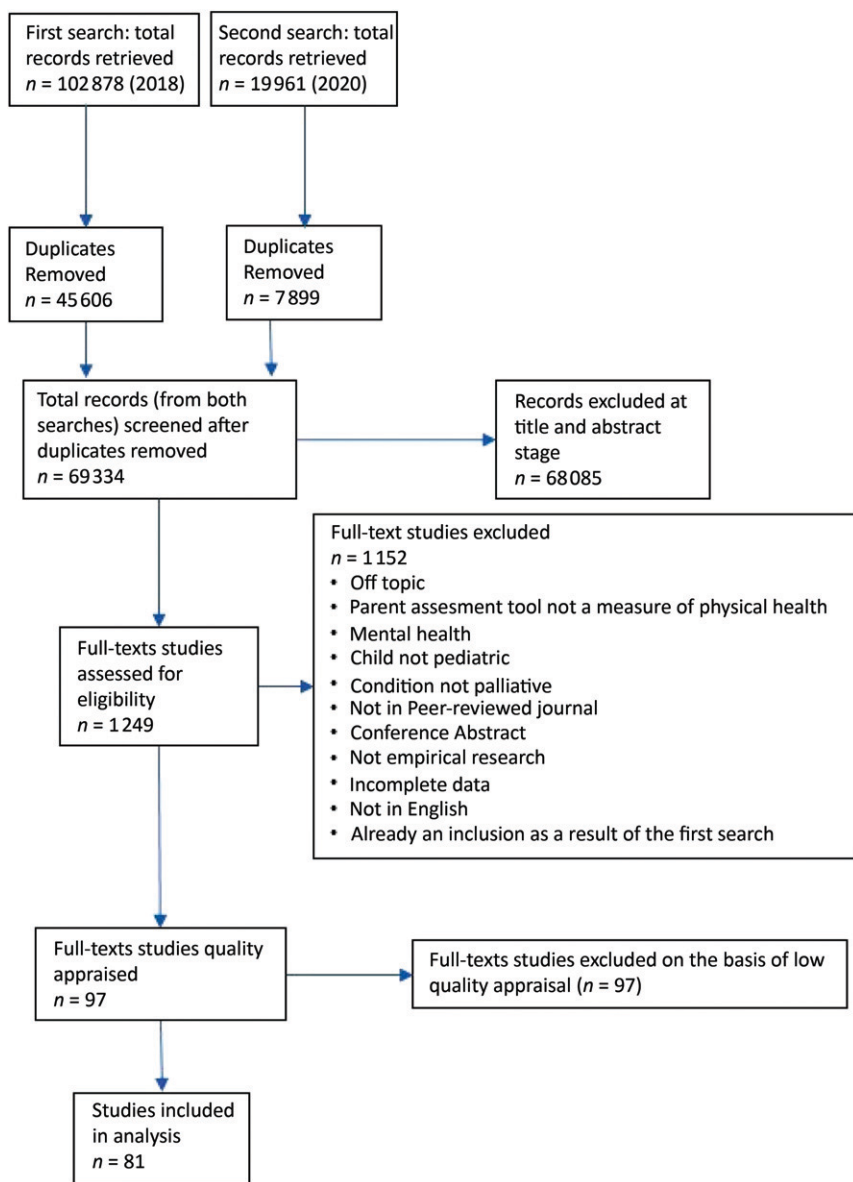 First search: total
records retrieved
n = 102 878 (2018)
Second search: total
records retrieved
n = 19 961 (2020)
Duplicates
Removed
n = 45 606
Duplicates
Removed
n = 7 899
Total records (from both
searches) screened after
duplicates removed
n = 69 334
Records excluded at
title and abstract
stage
n = 68 085
Full-text studies excluded
n = 1 152
• Off topic
• Parent assesment tool not a measure of physical health
• Mental health
• Child not pediatric
• Condition not palliative
• Not in Peer-reviewed journal
• Conference Abstract
• Not empirical research
• Incomplete data
• Not in English
• Already an inclusion as a result of the first search
Full-texts studies
assessed for
eligibility
n = 1 249
Full-texts studies quality
appraised
n = 97
Full-texts studies excluded on the basis of low
quality appraisal (n = 97)
Studies included
in analysis
n = 81